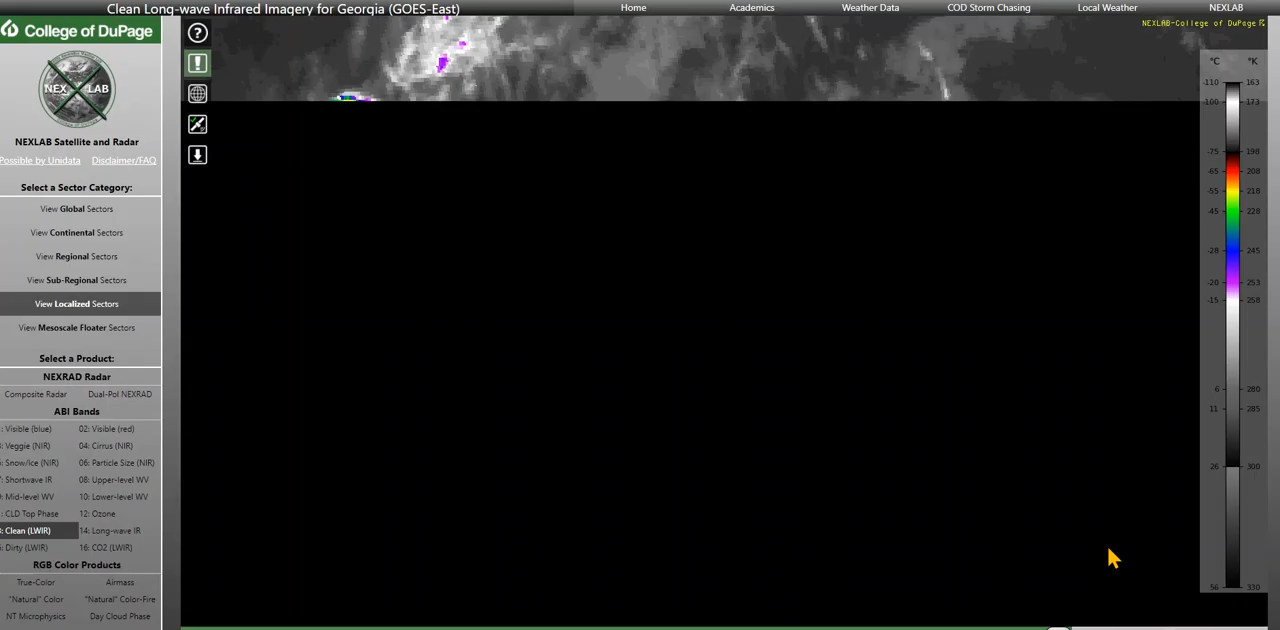 Clean Long-wave Infrared Imagery for Georgia (GOES-East)
Home Academics Weather Data COD Storm Chasing Local Weather NEXLAB
College of DuPage
NEXLAB-College of DuPage
NEX LAB
NEXLAB Satellite and Radar
Possible by Unidata Disclaimer/FAQ
Select a Sector Category:
View Global Sectors
View Continental Sectors
View Regional Sectors
View Sub-Regional Sectors
View Localized Sectors
View Mesoscale Floater Sectors
Select a Product:
NEXRAD Radar
Composite Radar Dual-Pol NEXRAD
ABI Bands
: Visible (blue) 02: Visible (red)
: Veggie (NIR) 04: Cirrus (NIR)
: Snow/Ice (NIR) 06: Particle Size (NIR)
: Shortwave IR 08: Upper-level WV
: Mid-level WV 10: Lower-level WV
: CLD Top Phase 12: Ozone
: Clean (LWIR) 14: Long-wave IR
: Dirty (LWIR) 16: CO2 (LWIR)
RGB Color Products
True-Color Airmass
"Natural" Color "Natural" Color-Fire
NT Microphysics Day Cloud Phase
°C °K
-110 163
-100 173
-75 198
-65 208
-55 218
-45 228
-28 245
-20 253
-15 258
6 280
11 285
26 300
56 330